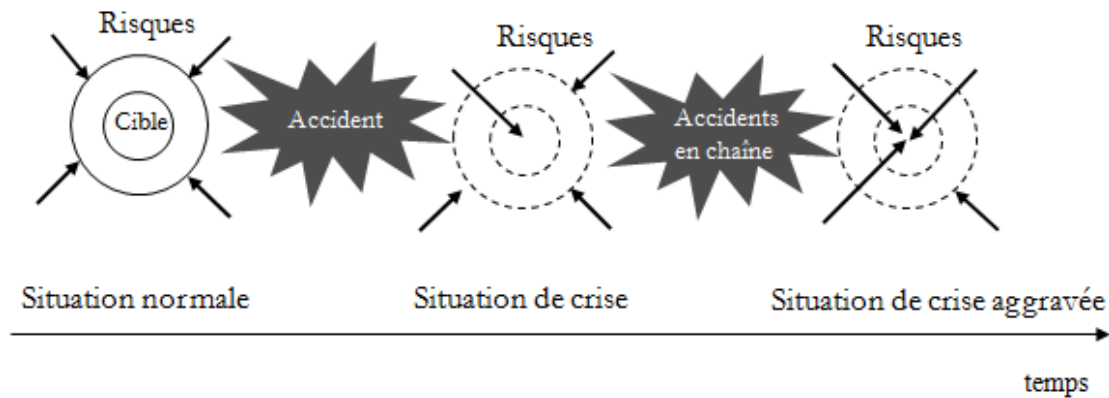 Risques
Risques
Risques
Cible
Accident
Accidents
en chaîne
Situation normale
Situation de crise
Situation de crise aggravée
temps